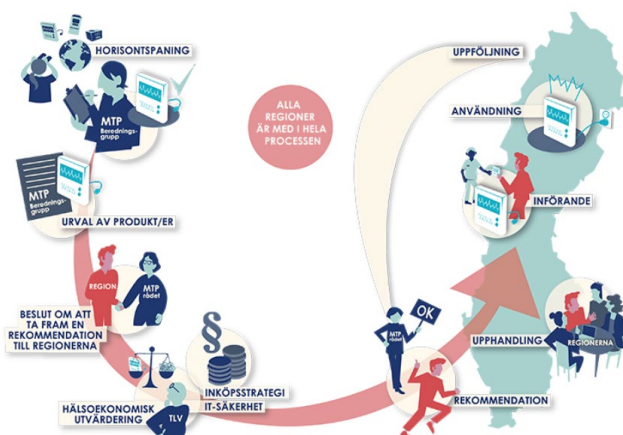 HORISONTSPANING
MTP
Berednings-
grupp
MTP
Berednings-
grupp
URVAL AV PRODUKT/ER
REGION
MTP
rådet
BESLUT OM ATT
TA FRAM EN
REKOMMENDATION
TILL REGIONERNA
HÄLSOEKONOMISK
UTVÄRDERING
TLV
§
INKÖPSSTRATEGI
IT-SÄKERHET
ALLA
REGIONER
ÄR MED I HELA
PROCESSEN
MTP
rådet
OK
REKOMMENDATION
UPPHANDLING
REGIONERNA
INFÖRANDE
ANVÄNDNING
UPPFÖLJNING